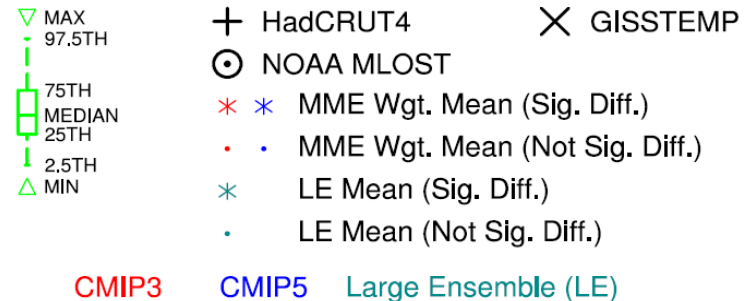 MAX
97.5TH
75TH
MEDIAN
25TH
2.5TH
MIN
HadCRUT4 GISSTEMP
NOAA MLOST
MME Wgt. Mean (Sig. Diff.)
MME Wgt. Mean (Not Sig. Diff.)
LE Mean (Sig. Diff.)
LE Mean (Not Sig. Diff.)
CMIP3 CMIP5 Large Ensemble (LE)